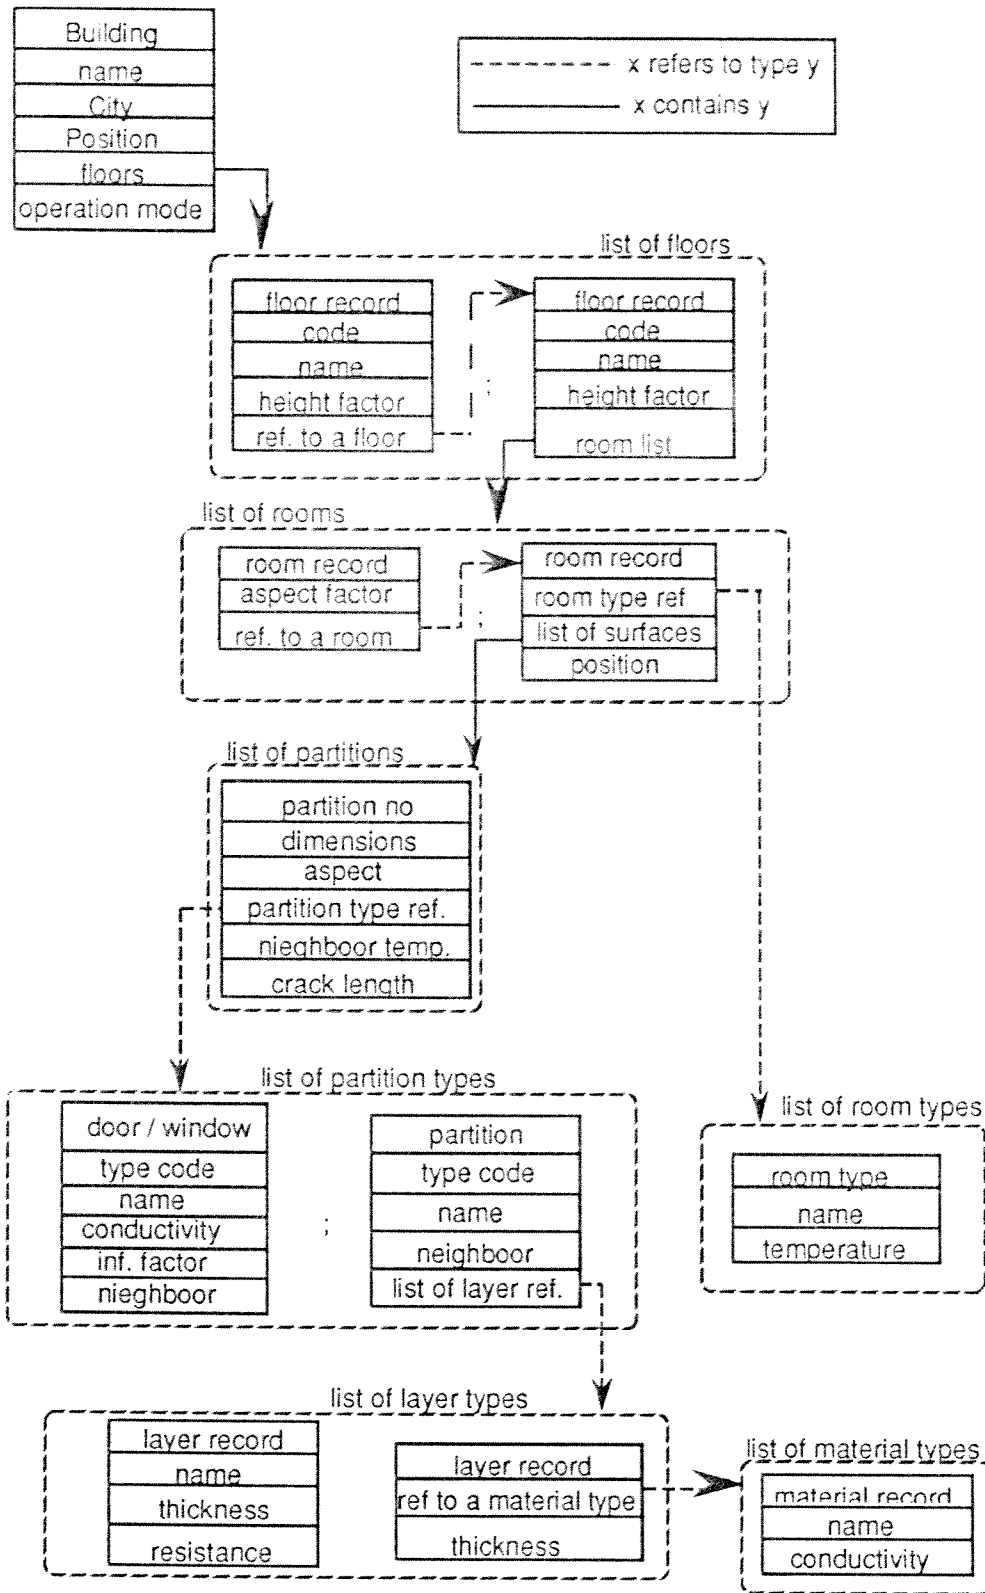 Building
name
City
Position
floors
operation mode
x refers to type y
x contains y
list of floors
floor record
code
name
height factor
ref. to a floor
;
floor record
code
name
height factor
room list
list of rooms
room record
aspect factor
ref. to a room
;
room record
room type ref
list of surfaces
position
list of partitions
partition no
dimensions
aspect
partition type ref.
nieghboor temp.
crack length
list of partition types
door / window
type code
name
conductivity
inf. factor
nieghboor
;
partition
type code
name
neighboor
list of layer ref.
list of room types
room type
name
temperature
list of layer types
layer record
name
thickness
resistance
layer record
ref to a material type
thickness
list of material types
material record
name
conductivity